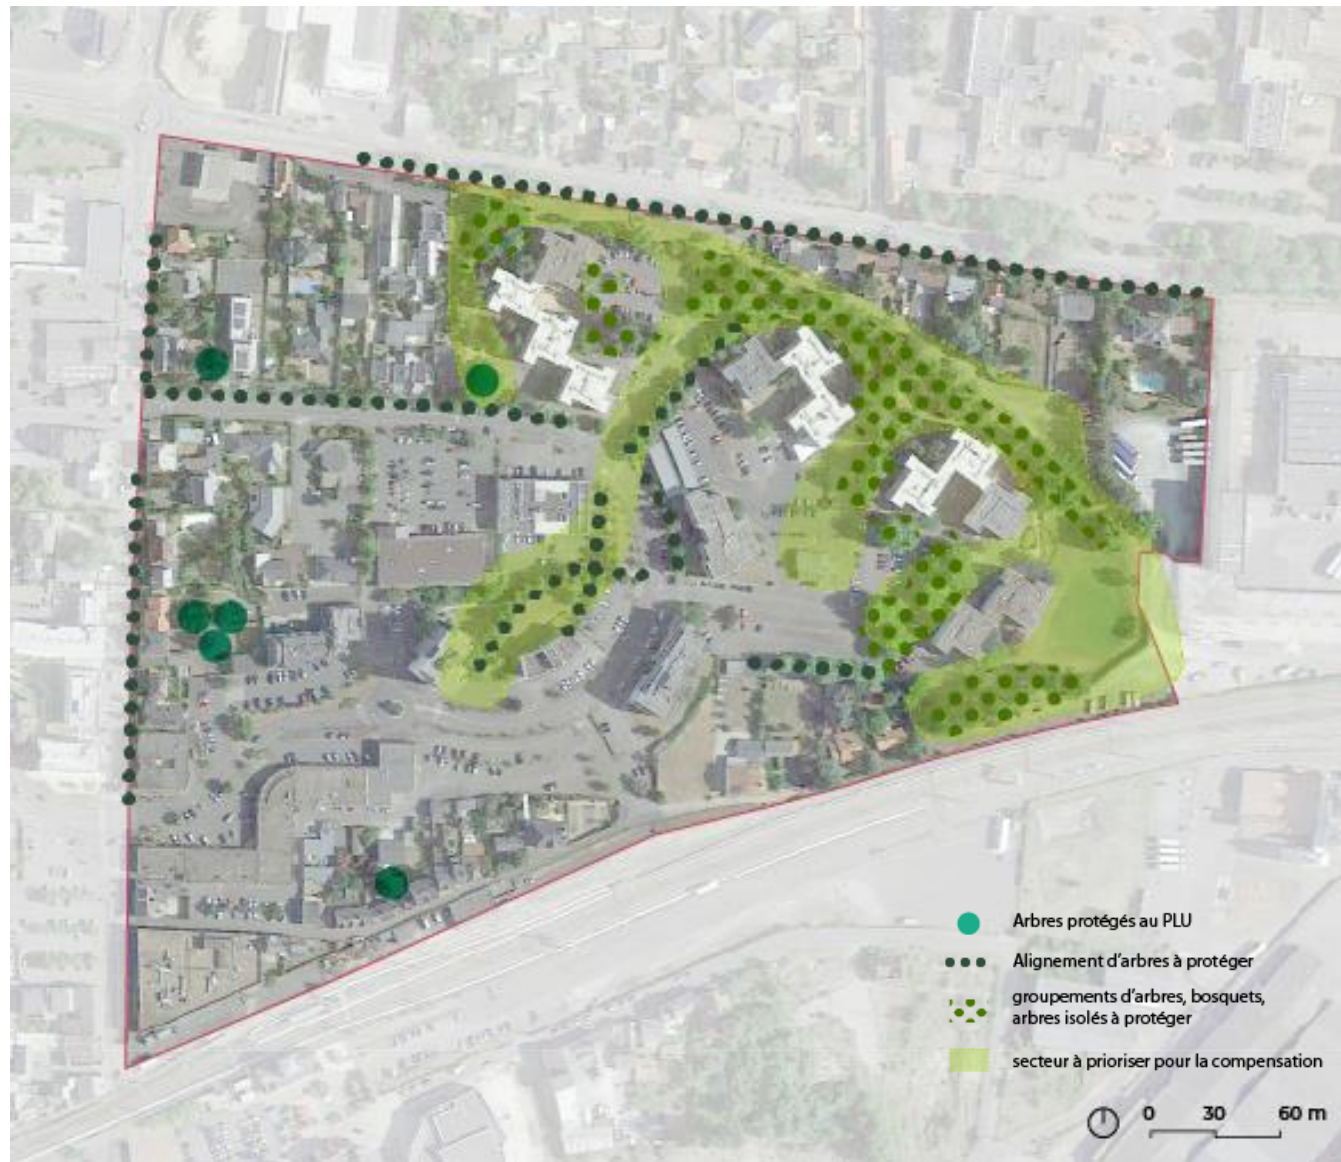 Arbres protégés au PLU
Alignement d'arbres à protéger
groupements d'arbres, bosquets,
arbres isolés à protéger
secteur à prioriser pour la compensation
0 30 60 m